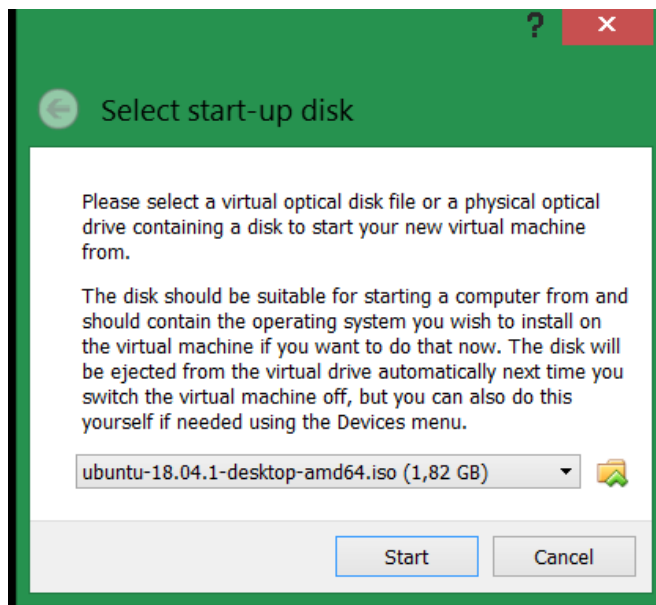 ?
Select start-up disk
Please select a virtual optical disk file or a physical optical
drive containing a disk to start your new virtual machine
from.
The disk should be suitable for starting a computer from and
should contain the operating system you wish to install on
the virtual machine if you want to do that now. The disk will
be ejected from the virtual drive automatically next time you
switch the virtual machine off, but you can also do this
yourself if needed using the Devices menu.
ubuntu-18.04.1-desktop-amd64.iso (1,82 GB)
Start Cancel